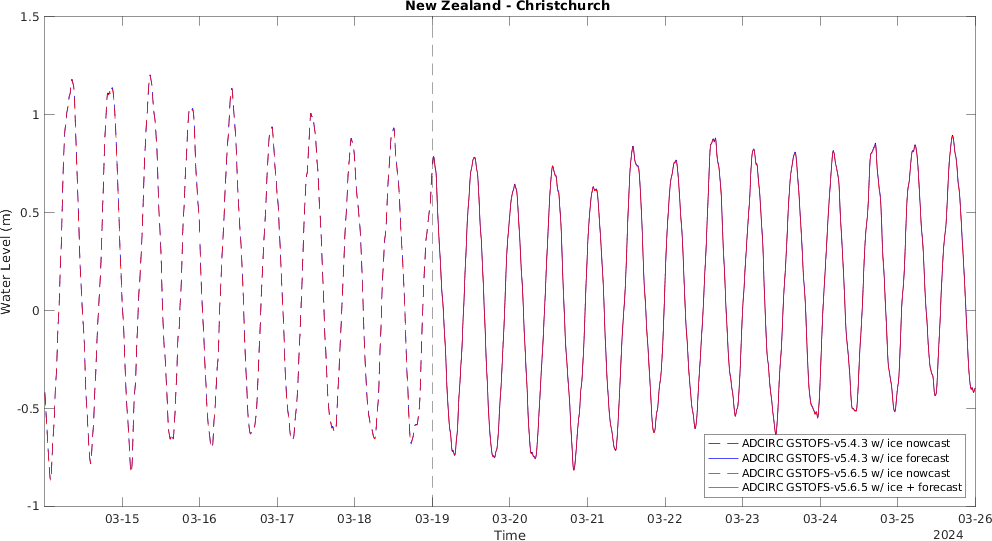 New Zealand - Christchurch
1.5
1
0.5
0
-0.5
-1
Water Level (m)
03-15 03-16 03-17 03-18 03-19 03-20 03-21 03-22 03-23 03-24 03-25 03-26
Time
2024
ADCIRC GSTOFS-v5.4.3 w/ ice nowcast
ADCIRC GSTOFS-v5.4.3 w/ ice forecast
ADCIRC GSTOFS-v5.6.5 w/ ice nowcast
ADCIRC GSTOFS-v5.6.5 w/ ice + forecast